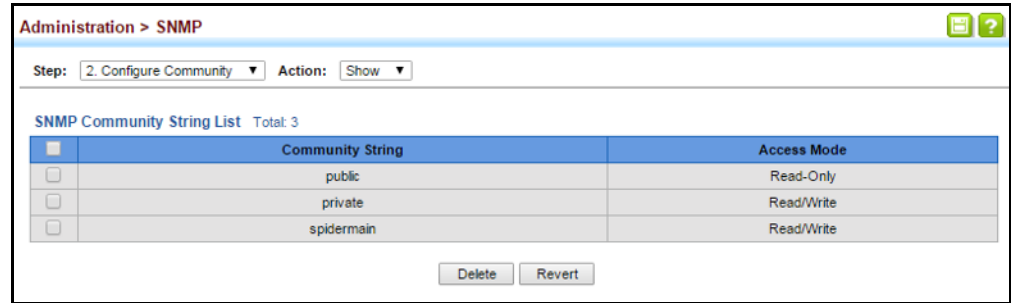 Administration > SNMP
?
Step: 2. Configure Community ▼ Action: Show ▼
SNMP Community String List Total: 3
Community String Access Mode
public Read-Only
private Read/Write
spidermain Read/Write
Delete Revert